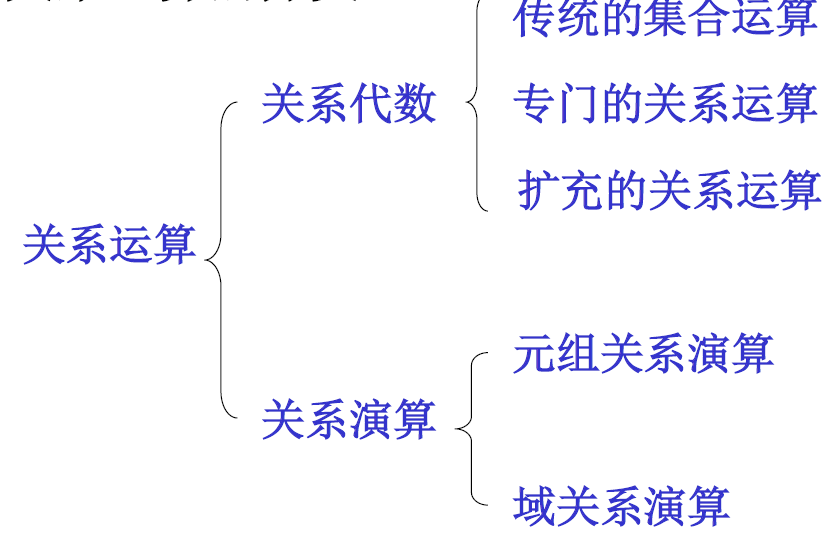 传统的集合运算
关系代数
专门的关系运算
扩充的关系运算
关系运算
元组关系演算
关系演算
域关系演算